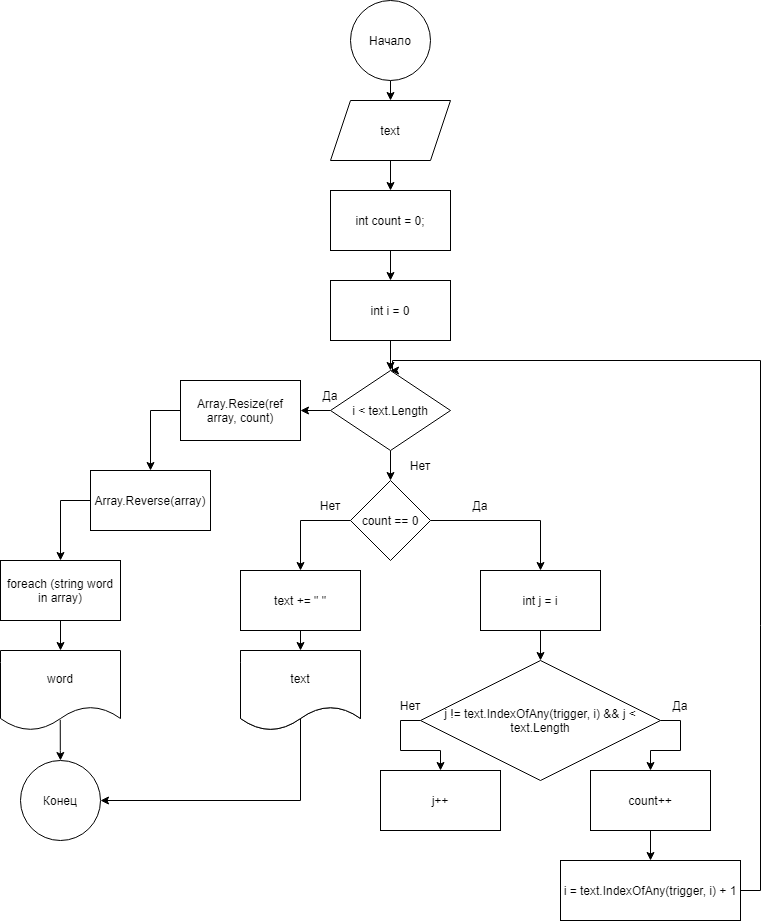 Начало
text
int count = 0;
int i = 0
Да
Array.Resize(ref
array, count)
i < text.Length
Нет
Array.Reverse(array)
Нет
count == 0
Да
foreach (string word
in array)
text += " "
int j = i
word
text
Нет
j != text.IndexOfAny(trigger, i) && j <
text.Length
Да
Конец
j++
count++
i = text.IndexOfAny(trigger, i) + 1